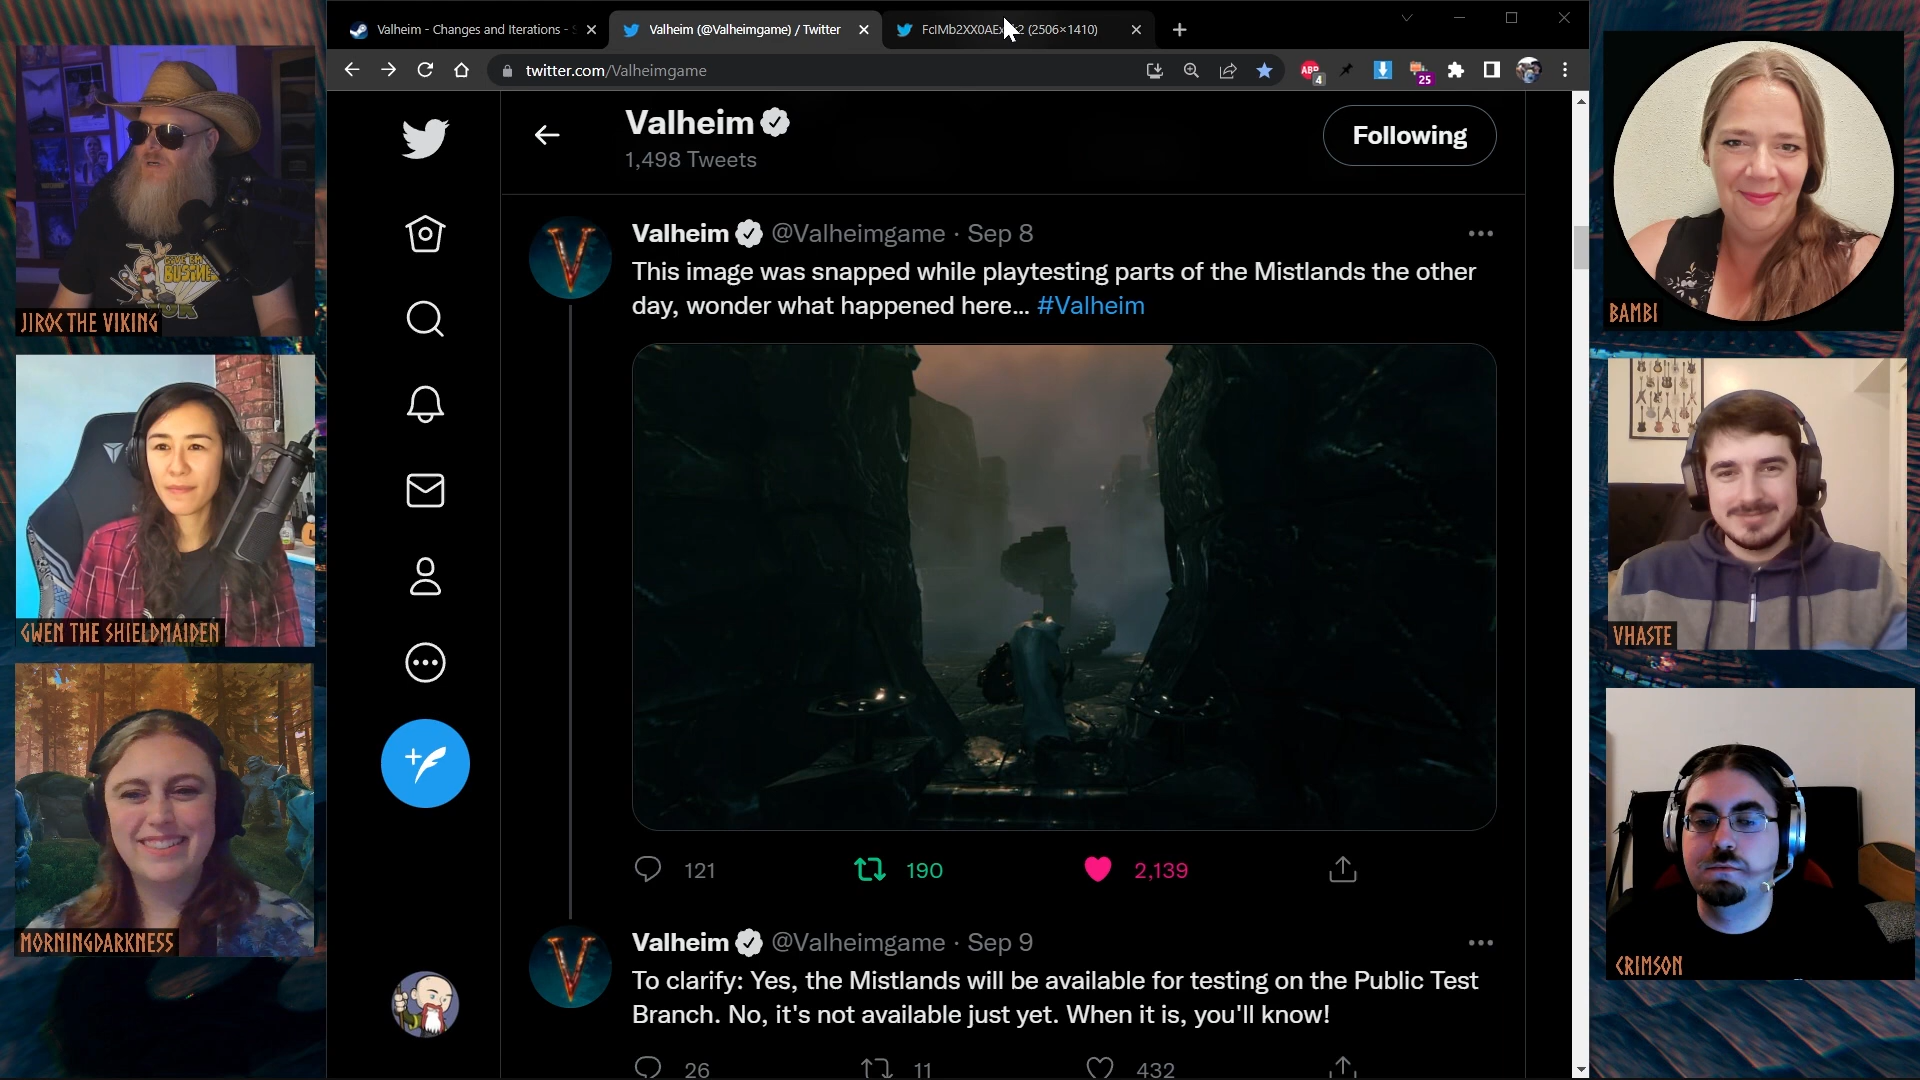 Valheim - Changes and Iterations -
Valheim (@Valheimgame) / Twitter
(2506×1410)
twitter.com/Valheimgame
ABP
4
25
Valheim
1,498 Tweets
Following
Valheim @Valheimgame · Sep 8
This image was snapped while playtesting parts of the Mistlands the other
day, wonder what happened here... #Valheim
121
190
2,139
Valheim @Valheimgame · Sep 9
To clarify: Yes, the Mistlands will be available for testing on the Public Test
Branch. No, it's not available just yet. When it is, you'll know!
26
11
432
JIROC THE VIKING
GWEN THE SHIELDMAIDEN
MORNINGDARKNESS
BAMBI
VHASTE
CRIMSON